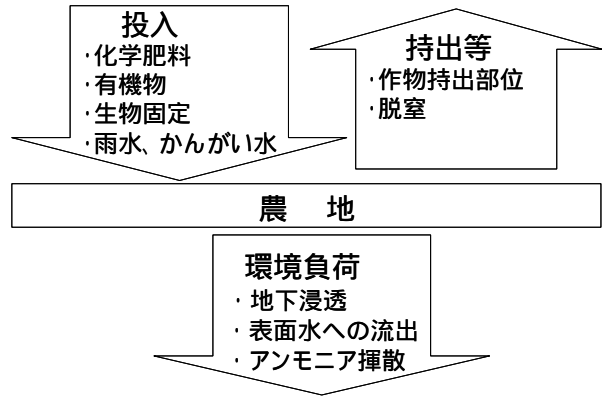 投入
・化学肥料
・有機物
・生物固定
・雨水、かんがい水
持出等
・作物持出部位
・脱窒
農　地
環境負荷
・地下浸透
・表面水への流出
・アンモニア揮散